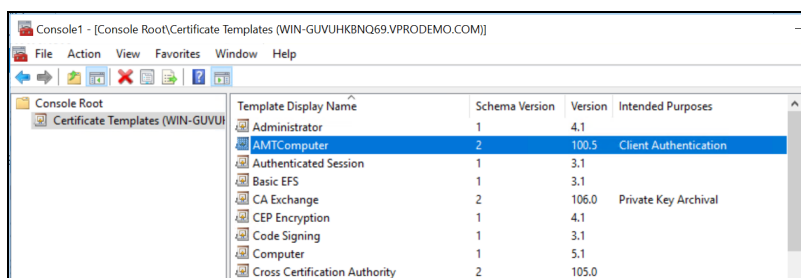 Console1 - [Console Root\Certificate Templates (WIN-GUVUHKBNQ69.VPRODEMO.COM)]
File Action View Favorites Window Help
Console Root
Certificate Templates (WIN-GUVUH
Template Display Name Schema Version Version Intended Purposes
Administrator 1 4.1
AMTComputer 2 100.5 Client Authentication
Authenticated Session 1 3.1
Basic EFS 1 3.1
CA Exchange 2 106.0 Private Key Archival
CEP Encryption 1 4.1
Code Signing 1 3.1
Computer 1 5.1
Cross Certification Authority 2 105.0